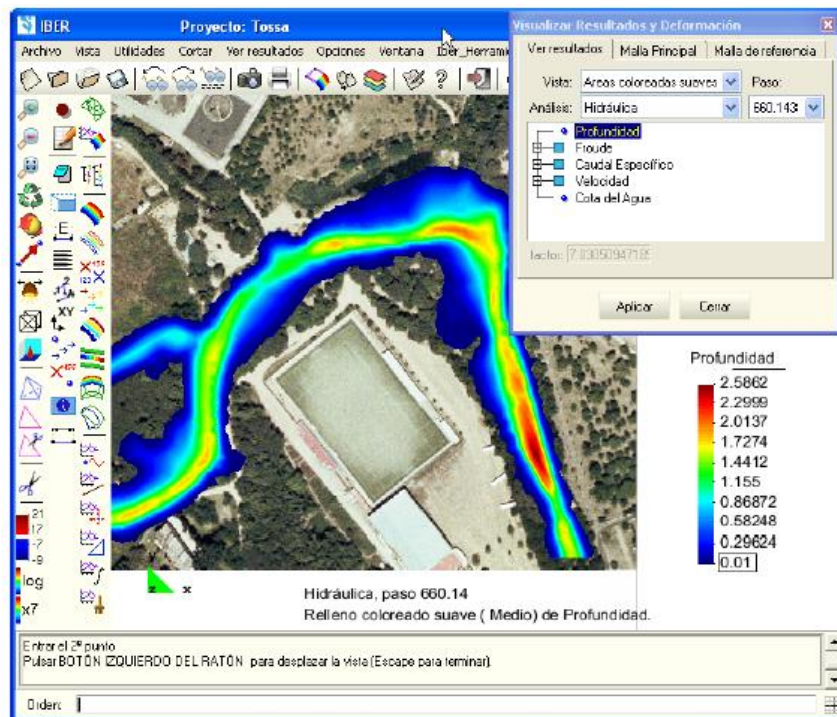 IBER Proyecto: Tossa
Archivo Vista Utilidades Cortar Ver resultados Opciones Ventana Iber_Herrami
Visualizar Resultados y Deformación
Ver resultados Malla Principal Malla de referencia
Vista: Areas coloreadas suaves Paso:
Análisis: Hidráulica 660.143
Profundidad
Froude
Caudal Específico
Velocidad
Cota del Agua
factor:
Aplicar Cerrar
E
XY
21
17
-7
-9
log
x7
z x
Profundidad
2.5862
2.2999
2.0137
1.7274
1.4412
1.155
0.86872
0.58248
0.29624
0.01
Hidráulica, paso 660.14
Relleno coloreado suave ( Medio) de Profundidad.
Entrar el 2º punto
Pulsar BOTÓN IZQUIERDO DEL RATÓN para desplazar la vista (Escape para terminar).
Orden: